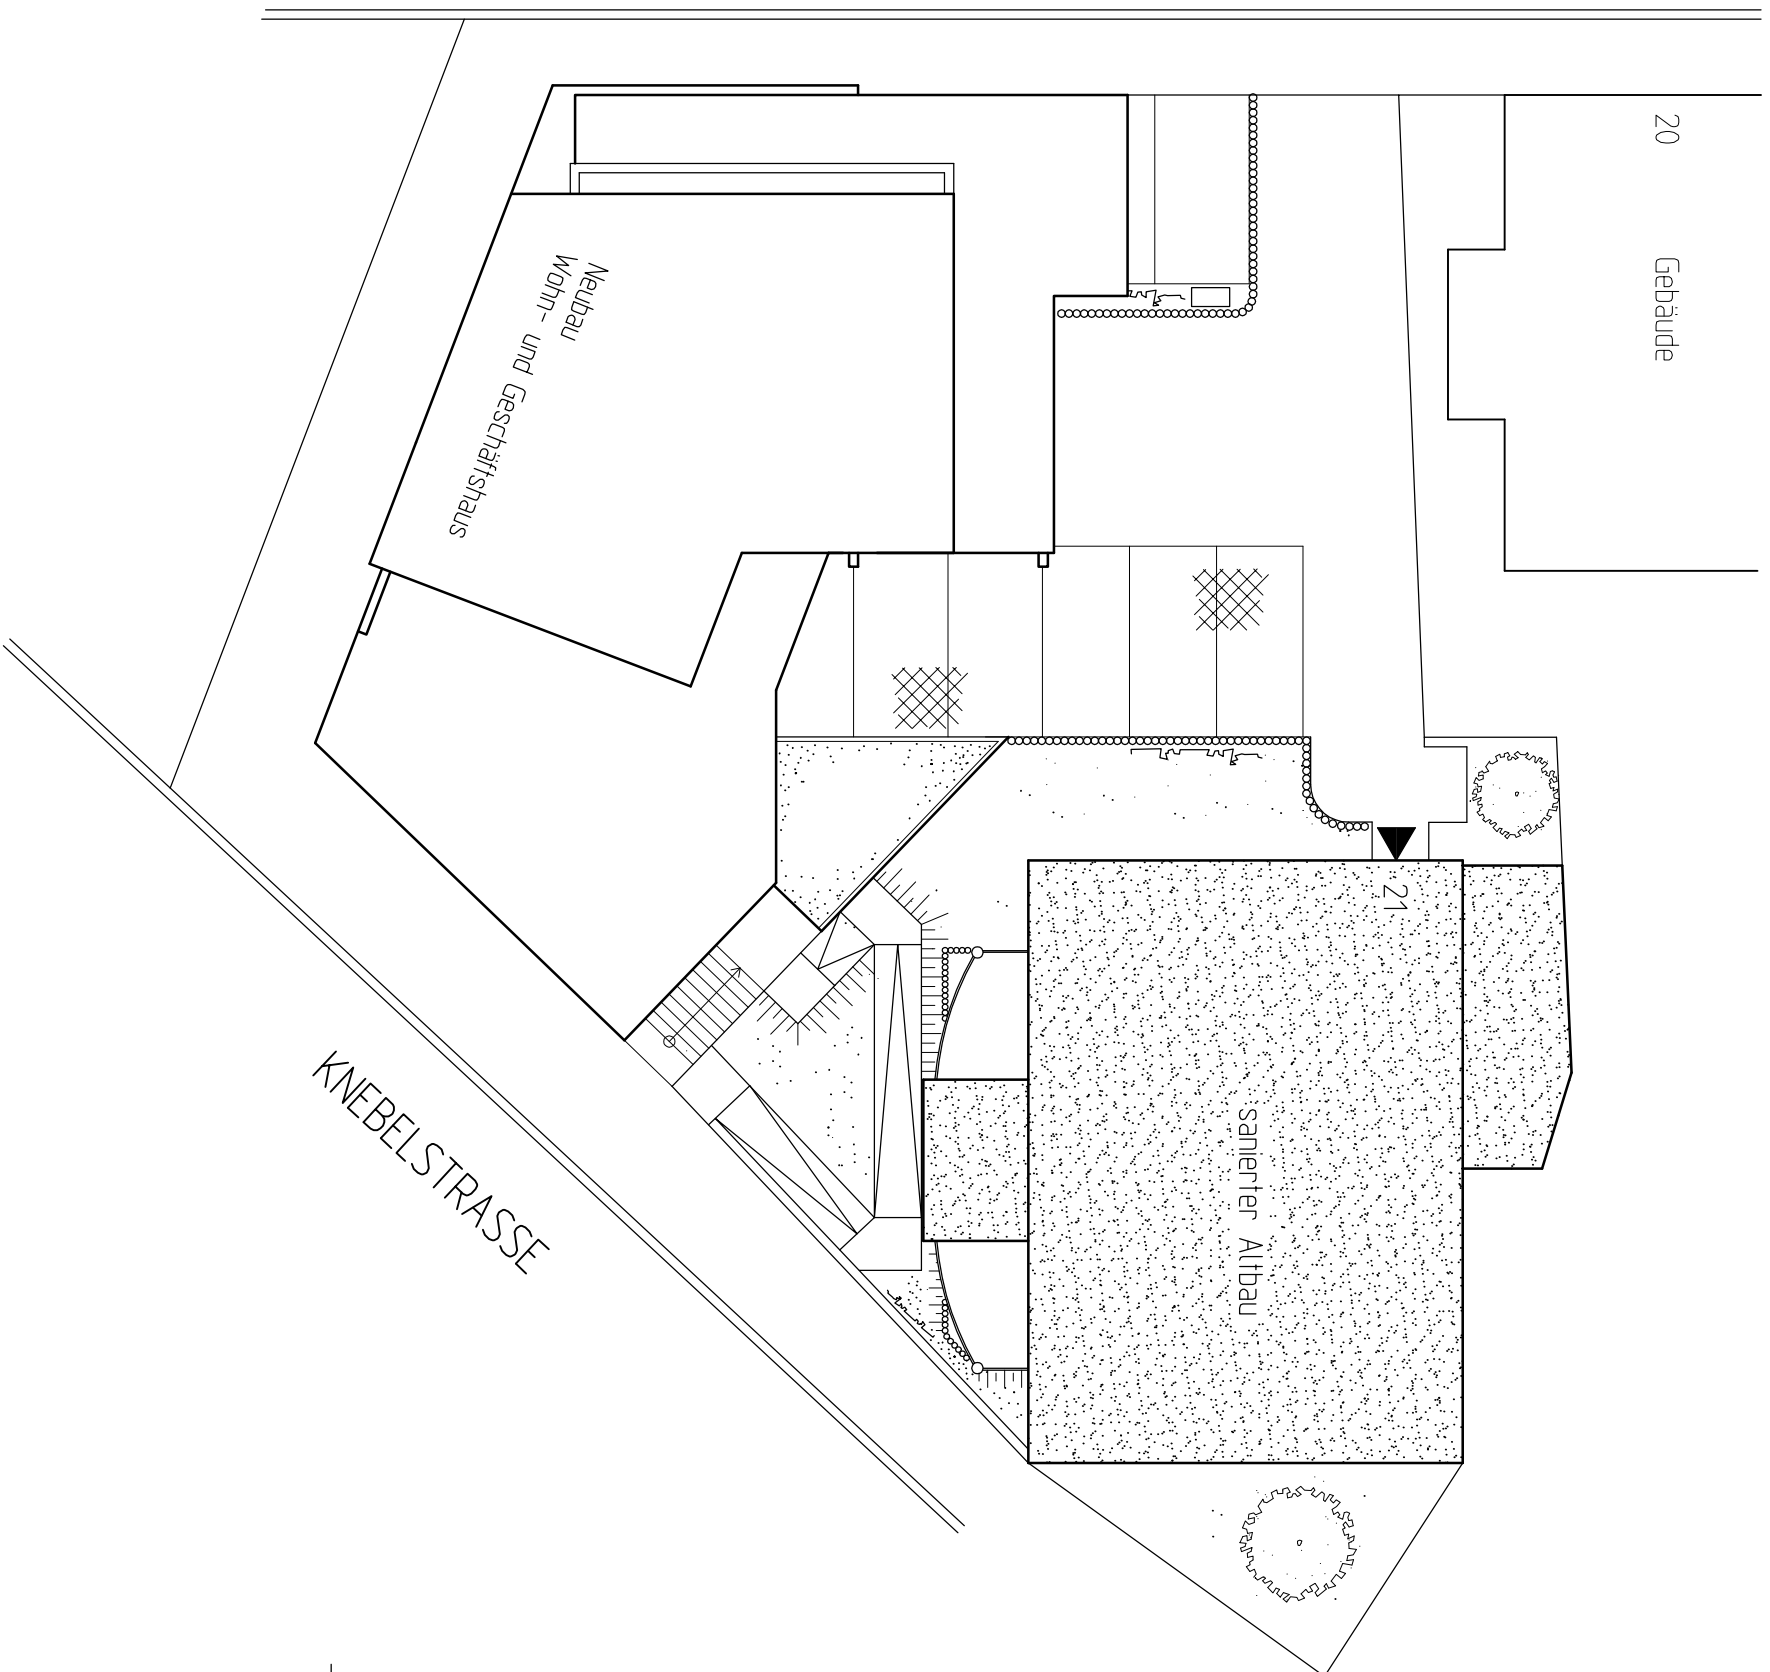 20 Gebäude
Neubau
Wohn- und Geschäftshaus
21
sanierter Altbau
KNEBELSTRASSE